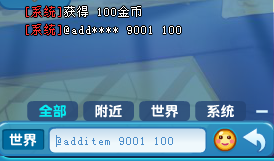 [系统]获得 100金币
[系统]@add**** 9001 100
全部 附近 世界 系统
世界 @additem 9001 100